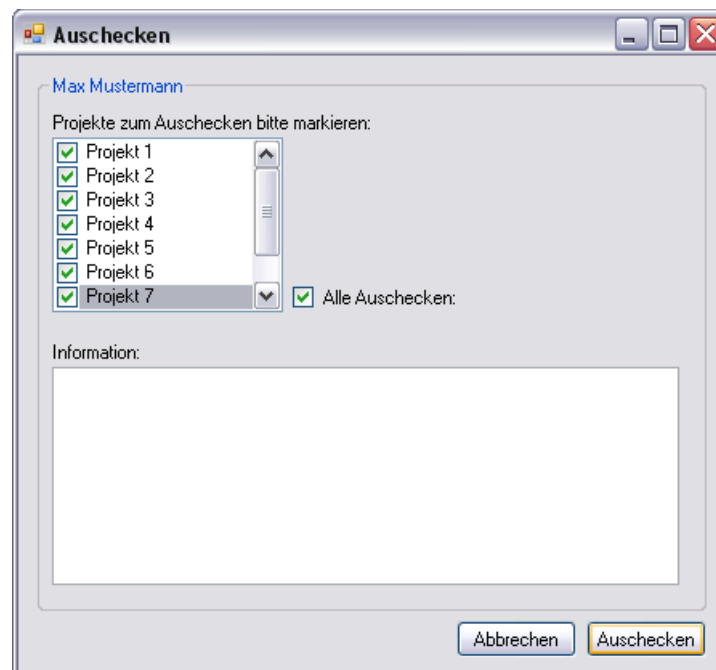 Auschecken
Max Mustermann
Projekte zum Auschecken bitte markieren:
Projekt 1
Projekt 2
Projekt 3
Projekt 4
Projekt 5
Projekt 6
Projekt 7
Alle Auschecken:
Information:
Abbrechen
Auschecken